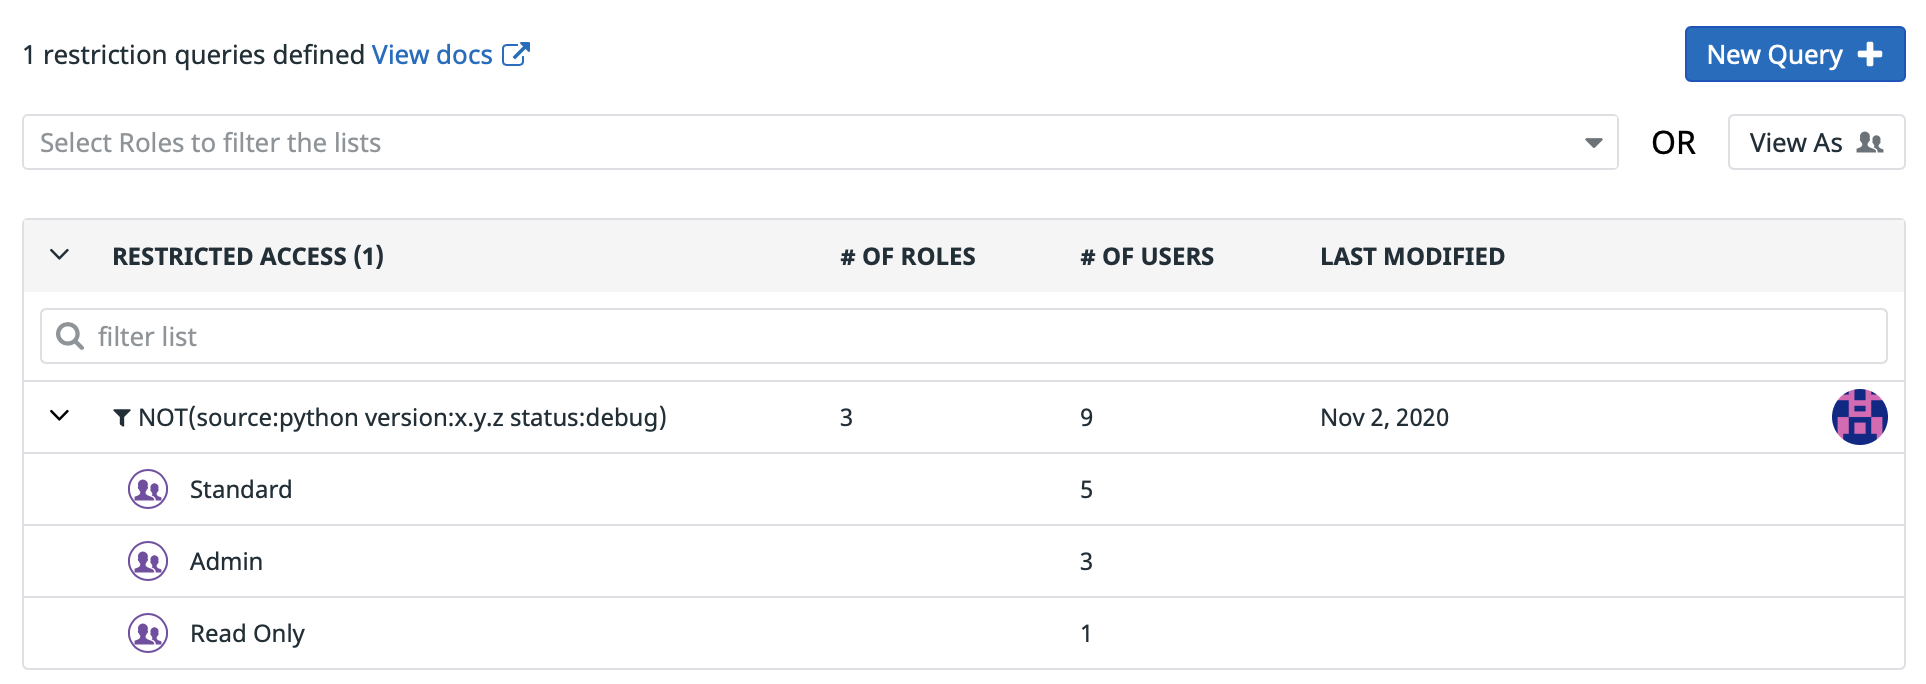 1 restriction queries defined View docs
New Query
Select Roles to filter the lists
OR
View As
RESTRICTED ACCESS (1) # OF ROLES # OF USERS LAST MODIFIED
filter list
NOT(source:python version:x.y.z status:debug) 3 9 Nov 2, 2020
Standard 5
Admin 3
Read Only 1